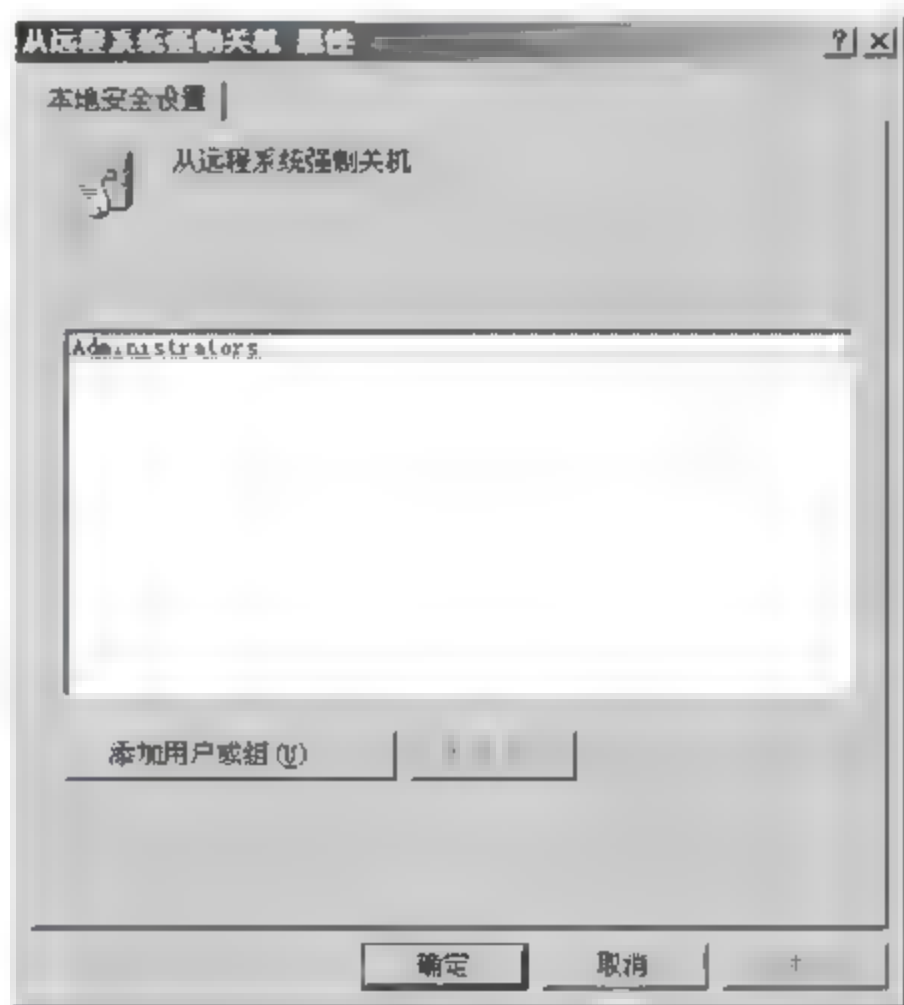 从远程系统强制关机 属性
本地安全设置
从远程系统强制关机
Administrators
添加用户或组(U)
确定
取消